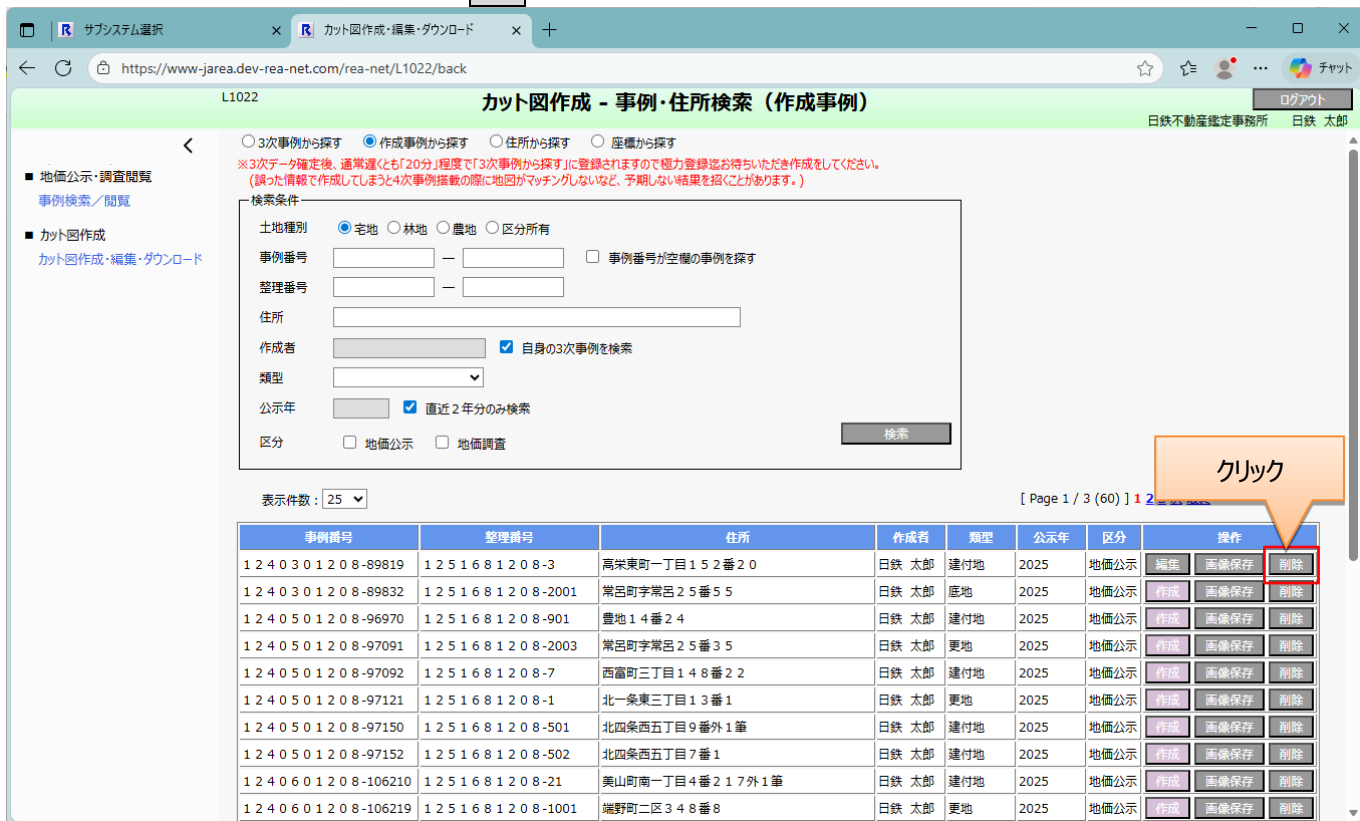 サブシステム選択
カット図作成・編集・ダウンロード
https://www-jarea.dev-rea-net.com/rea-net/L1022/back
チャット
L1022
カット図作成 - 事例・住所検索（作成事例）
ログアウト
日鉄不動産鑑定事務所 日鉄 太郎
3次事例から探す 作成事例から探す 住所から探す 座標から探す
※3次データ確定後、通常遅くとも「20分」程度で「3次事例から探す」に登録されますので極力登録迄お待ちいただき作成をしてください。
(誤った情報で作成してしまうと4次事例搭載の際に地図がマッチングしないなど、予期しない結果を招くことがあります。)
■ 地価公示・調査閲覧
事例検索／閲覧
■ カット図作成
カット図作成・編集・ダウンロード
検索条件
土地種別 宅地 林地 農地 区分所有
事例番号 ― 事例番号が空欄の事例を探す
整理番号 ―
住所
作成者 自身の3次事例を検索
類型
公示年 直近２年分のみ検索
区分 地価公示 地価調査
検索
クリック
表示件数 : 25
[ Page 1 / 3 (60) ] 1 2
事例番号 整理番号 住所 作成者 類型 公示年 区分 操作
１２４０３０１２０８-89819 １２５１６８１２０８-3 高栄東町一丁目１５２番２０ 日鉄 太郎 建付地 2025 地価公示 編集 画像保存 削除
１２４０３０１２０８-89832 １２５１６８１２０８-2001 常呂町字常呂２５番５５ 日鉄 太郎 底地 2025 地価公示 作成 画像保存 削除
１２４０５０１２０８-96970 １２５１６８１２０８-901 豊地１４番２４ 日鉄 太郎 建付地 2025 地価公示 作成 画像保存 削除
１２４０５０１２０８-97091 １２５１６８１２０８-2003 常呂町字常呂２５番３５ 日鉄 太郎 更地 2025 地価公示 作成 画像保存 削除
１２４０５０１２０８-97092 １２５１６８１２０８-7 西富町三丁目１４８番２２ 日鉄 太郎 建付地 2025 地価公示 作成 画像保存 削除
１２４０５０１２０８-97121 １２５１６８１２０８-1 北一条東三丁目１３番１ 日鉄 太郎 更地 2025 地価公示 作成 画像保存 削除
１２４０５０１２０８-97150 １２５１６８１２０８-501 北四条西五丁目９番外１筆 日鉄 太郎 建付地 2025 地価公示 作成 画像保存 削除
１２４０５０１２０８-97152 １２５１６８１２０８-502 北四条西五丁目７番１ 日鉄 太郎 建付地 2025 地価公示 作成 画像保存 削除
１２４０６０１２０８-106210 １２５１６８１２０８-21 美山町南一丁目４番２１７外１筆 日鉄 太郎 建付地 2025 地価公示 作成 画像保存 削除
１２４０６０１２０８-106219 １２５１６８１２０８-1001 端野町二区３４８番８ 日鉄 太郎 更地 2025 地価公示 作成 画像保存 削除